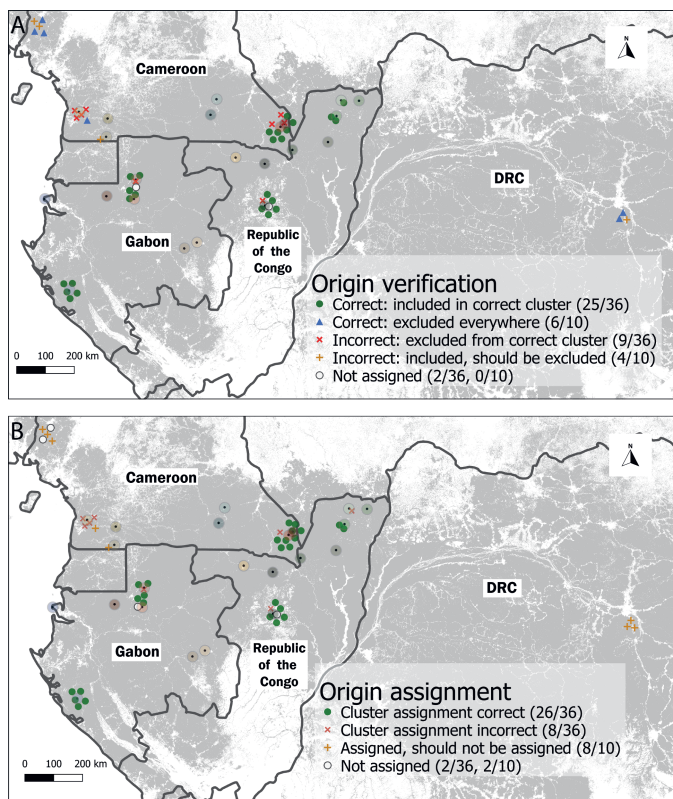 A
N
Cameroon
DRC
Gabon
Republic
of the
Congo
Origin verification
Correct: included in correct cluster (25/36)
Correct: excluded everywhere (6/10)
Incorrect: excluded from correct cluster (9/36)
Incorrect: included, should be excluded (4/10)
Not assigned (2/36, 0/10)
0 100 200 km
B
N
Cameroon
DRC
Gabon
Republic
of the
Congo
Origin assignment
Cluster assignment correct (26/36)
Cluster assignment incorrect (8/36)
Assigned, should not be assigned (8/10)
Not assigned (2/36, 2/10)
0 100 200 km